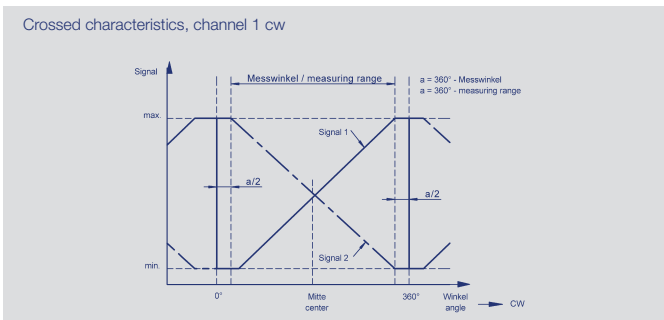 Crossed characteristics, channel 1 cw
Signal
Messwinkel / measuring range
a = 360° - Messwinkel
a = 360° - measuring range
max.
Signal 1
a/2
a/2
Signal 2
min.
0°
Mitte
center
360°
Winkel
angle
CW